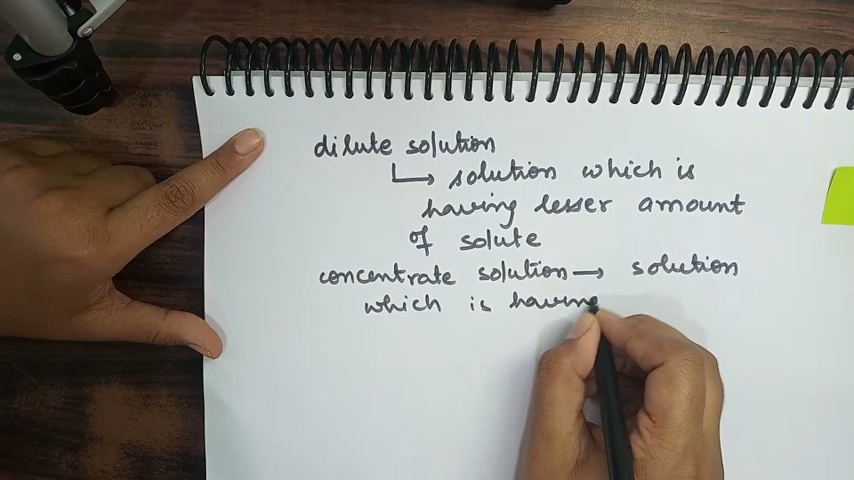 dilute solution
↳ solution which is
having lesser amount
of solute
concentrate solution → solution
which is having